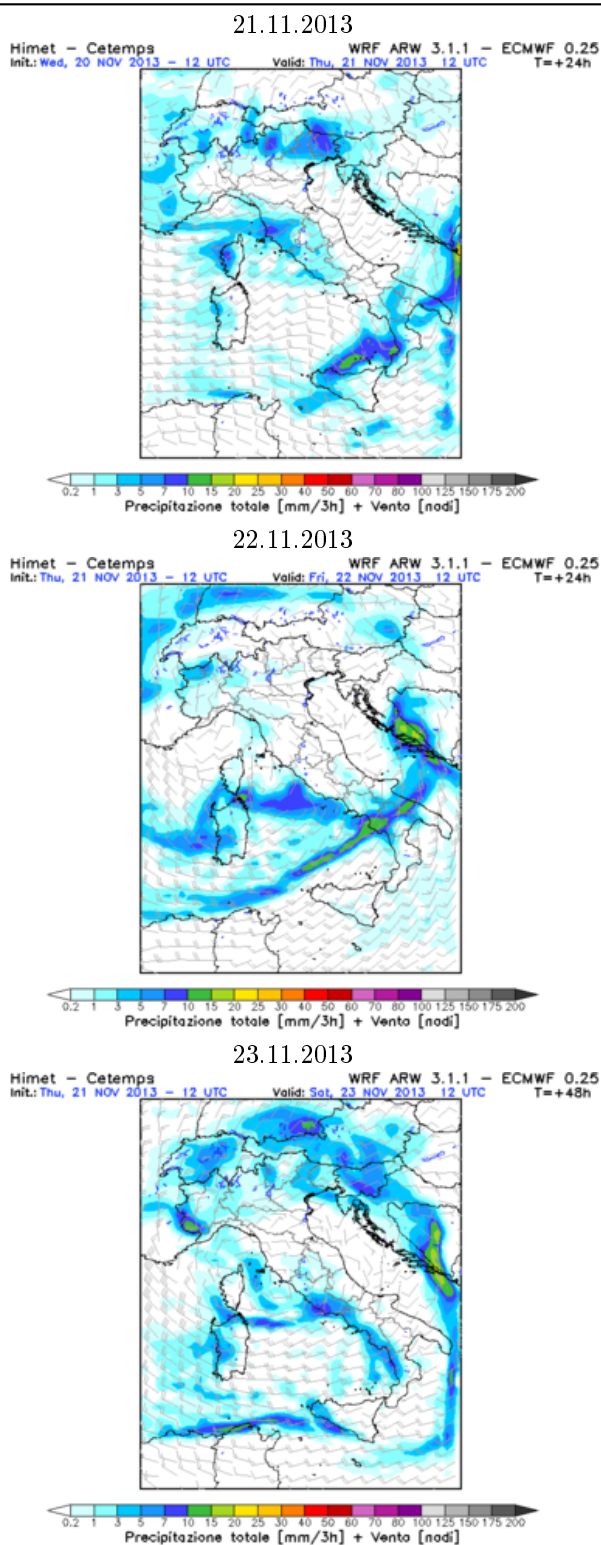 21.11.2013
Himet - Cetemps WRF ARW 3.1.1 - ECMWF 0.25
Init.: Wed, 20 NOV 2013 - 12 UTC Valid: Thu, 21 NOV 2013 12 UTC T=+24h
0.2 1 3 5 7 10 15 20 25 30 40 50 60 70 80 100 125 150 175 200
Precipitazione totale [mm/3h] + Vento [nodi]
22.11.2013
Himet - Cetemps WRF ARW 3.1.1 - ECMWF 0.25
Init.: Thu, 21 NOV 2013 - 12 UTC Valid: Fri, 22 NOV 2013 12 UTC T=+24h
0.2 1 3 5 7 10 15 20 25 30 40 50 60 70 80 100 125 150 175 200
Precipitazione totale [mm/3h] + Vento [nodi]
23.11.2013
Himet - Cetemps WRF ARW 3.1.1 - ECMWF 0.25
Init.: Thu, 21 NOV 2013 - 12 UTC Valid: Sat, 23 NOV 2013 12 UTC T=+48h
0.2 1 3 5 7 10 15 20 25 30 40 50 60 70 80 100 125 150 175 200
Precipitazione totale [mm/3h] + Vento [nodi]